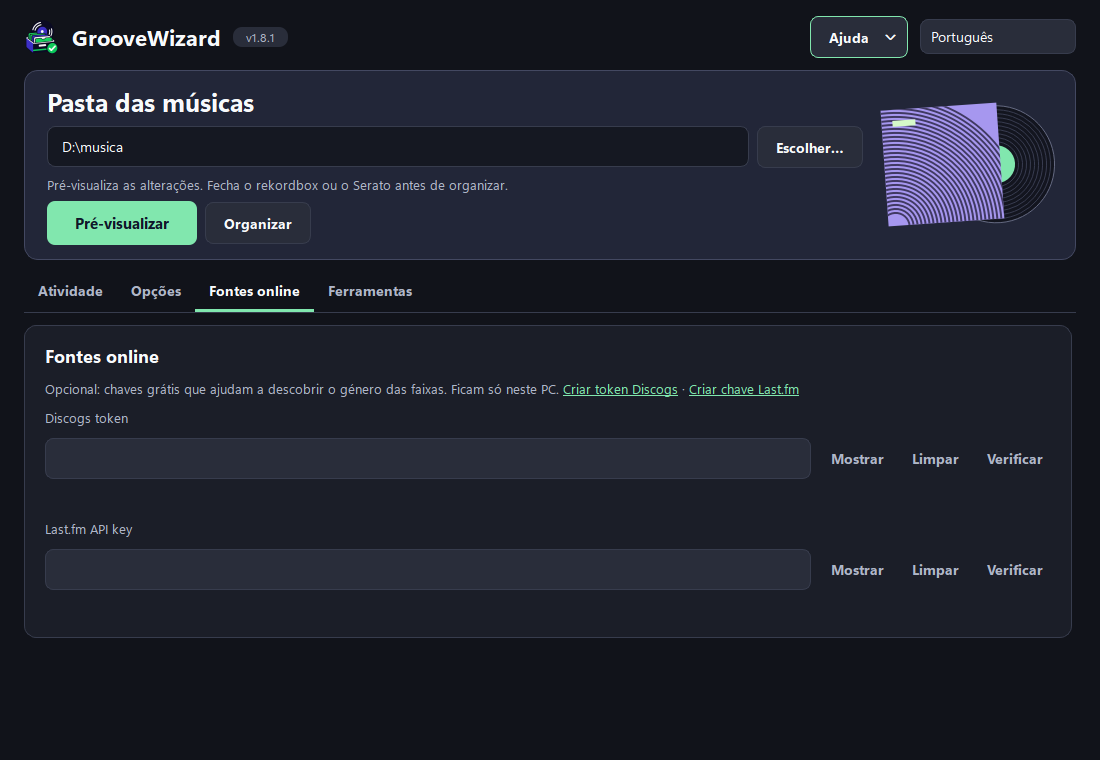 GrooveWizard v1.8.1 Ajuda Português
Pasta das músicas
D:\musica Escolher...
Pré-visualiza as alterações. Fecha o rekordbox ou o Serato antes de organizar.
Pré-visualizar Organizar
Atividade Opções Fontes online Ferramentas
Fontes online
Opcional: chaves grátis que ajudam a descobrir o género das faixas. Ficam só neste PC. Criar token Discogs · Criar chave Last.fm
Discogs token
Mostrar Limpar Verificar
Last.fm API key
Mostrar Limpar Verificar